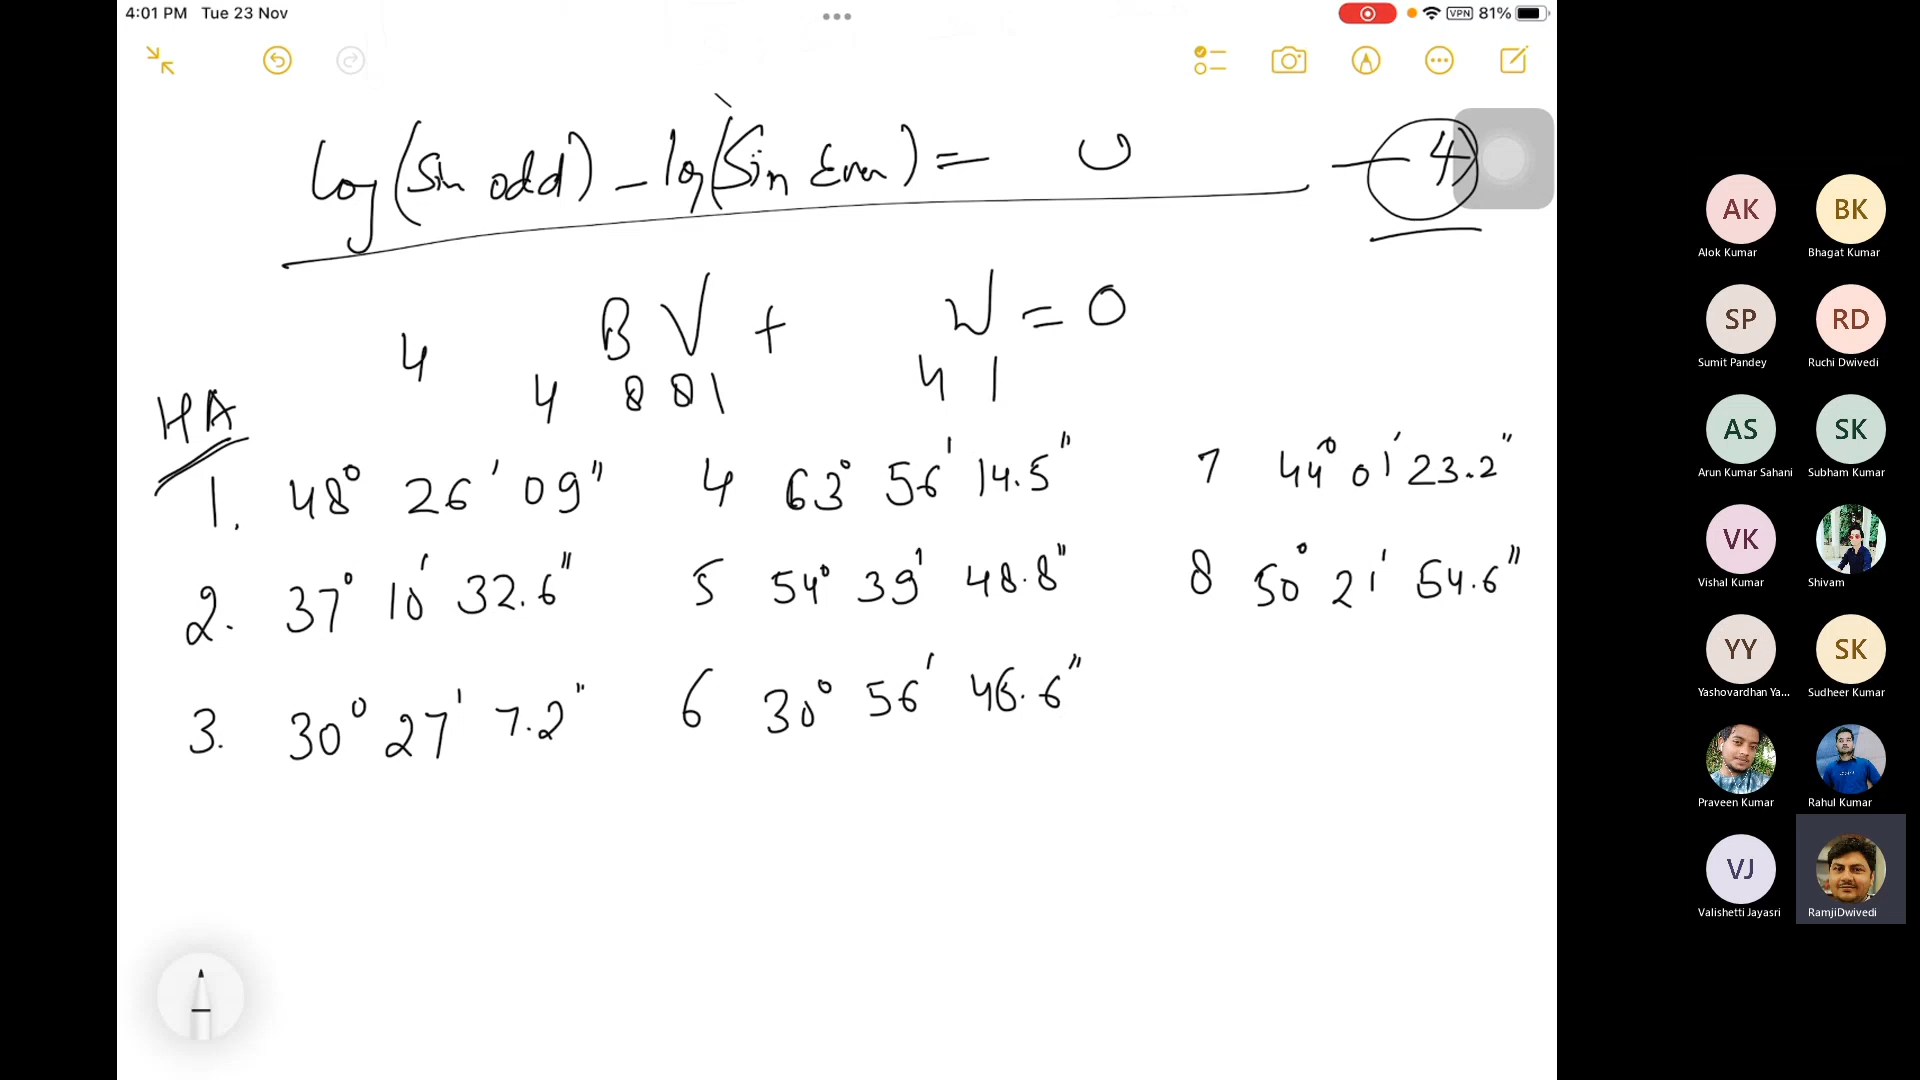 4:01 PM Tue 23 Nov
VPN 81%
log(Sin odd) - log(Sin Even) = 0 — 4)
4 B V + W = 0
4 8 8 1 4 1
HA
1. 48° 26' 09" 4 63° 56' 14.5" 7 44° 01' 23.2"
2. 37° 10' 32.6" 5 54° 39' 48.8" 8 50° 21' 54.6"
3. 30° 27' 7.2" 6 30° 56' 46.6"
AK BK
Alok Kumar Bhagat Kumar
SP RD
Sumit Pandey Ruchi Dwivedi
AS SK
Arun Kumar Sahani Subham Kumar
VK
Vishal Kumar Shivam
YY SK
Yashovardhan Ya... Sudheer Kumar
Praveen Kumar Rahul Kumar
VJ
Valishetti Jayasri RamjiDwivedi